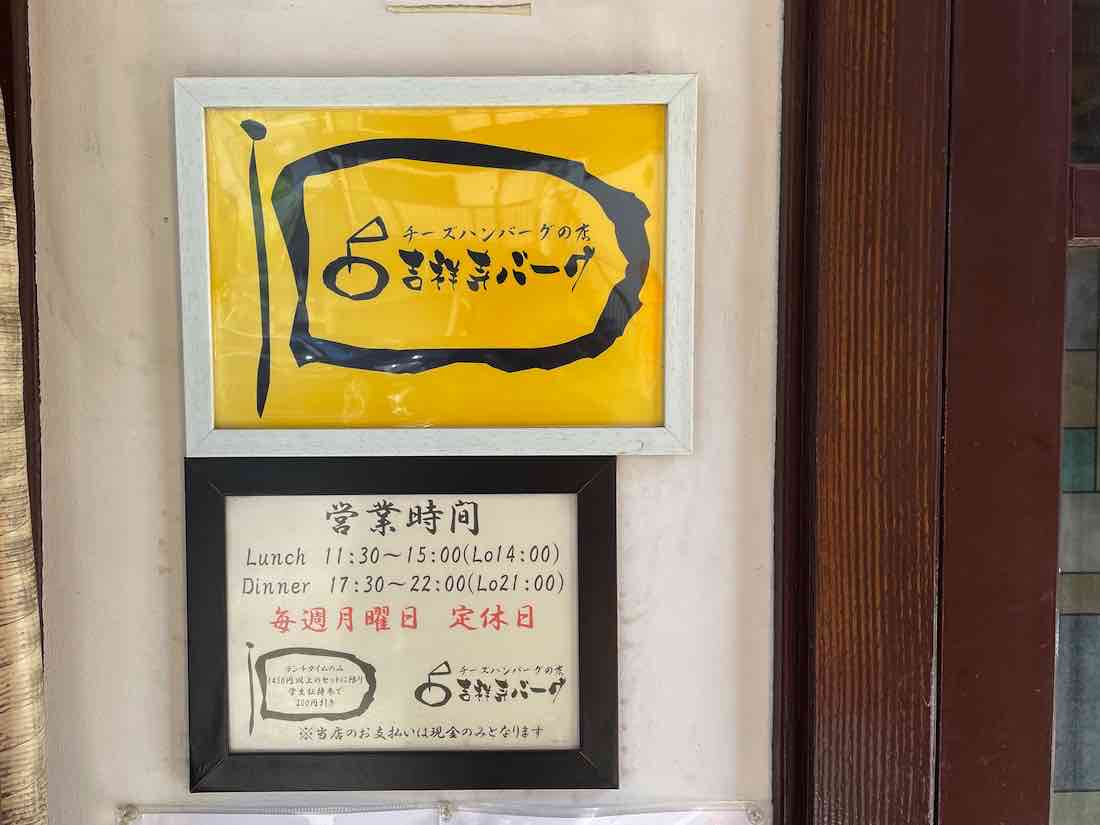 チーズハンバーグの店
吉祥寺バーグ
営業時間
Lunch 11:30～15:00(Lo14:00)
Dinner 17:30～22:00(Lo21:00)
毎週月曜日 定休日
ランチタイムのみ
1450円以上のセットに限り
学生証持参で
200円引き
チーズハンバーグの店
吉祥寺バーグ
※当店のお支払いは現金のみとなります